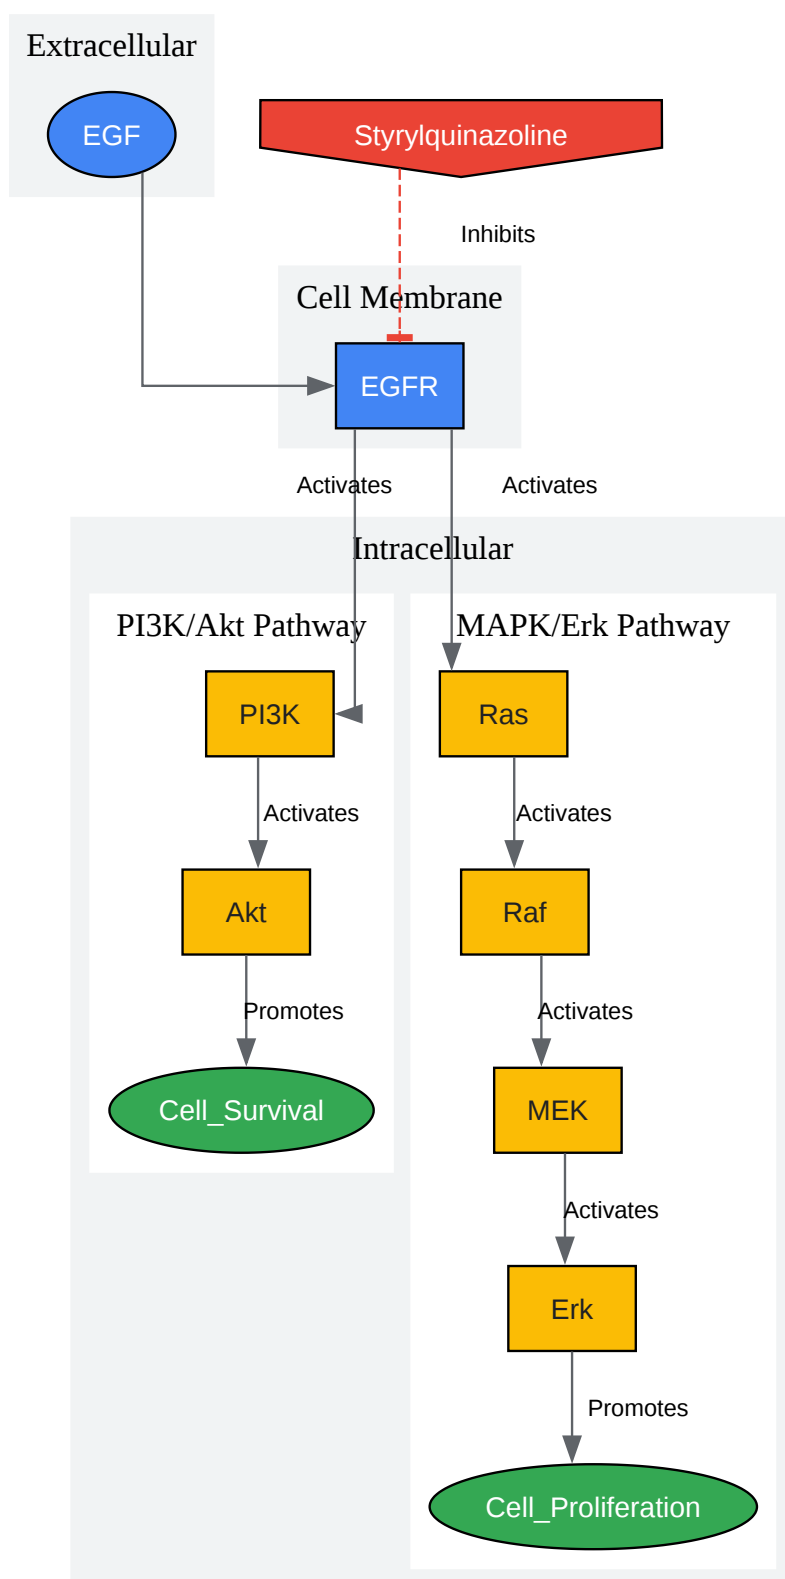 Extracellular
EGF
Styrylquinazoline
Inhibits
Cell Membrane
EGFR
Activates
Activates
Intracellular
PI3K/Akt Pathway
MAPK/Erk Pathway
PI3K
Ras
Activates
Activates
Akt
Raf
Promotes
Activates
Cell_Survival
MEK
Activates
Erk
Promotes
Cell_Proliferation